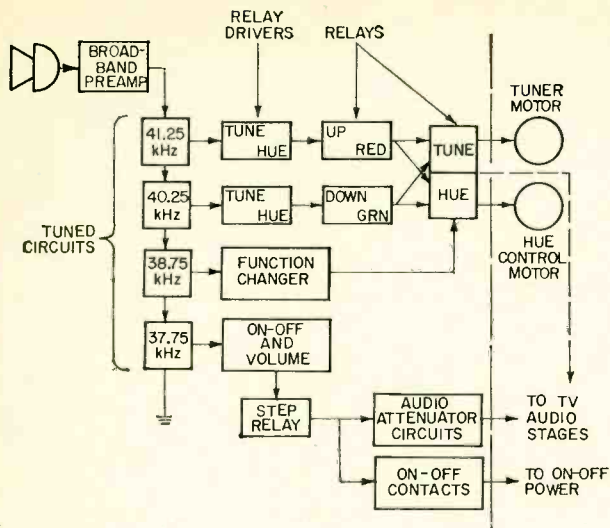 RELAY
DRIVERS
RELAYS
BROAD-
BAND
PREAMP
TUNER
MOTOR
41.25
kHz
TUNE
HUE
UP
RED
TUNE
40.25
kHz
TUNE
HUE
DOWN
GRN
HUE
HUE
CONTROL
MOTOR
TUNED
CIRCUITS
38.75
kHz
FUNCTION
CHANGER
37.75
kHz
ON-OFF
AND
VOLUME
STEP
RELAY
AUDIO
ATTENUATOR
CIRCUITS
TO TV
AUDIO
STAGES
ON-OFF
CONTACTS
TO ON-OFF
POWER